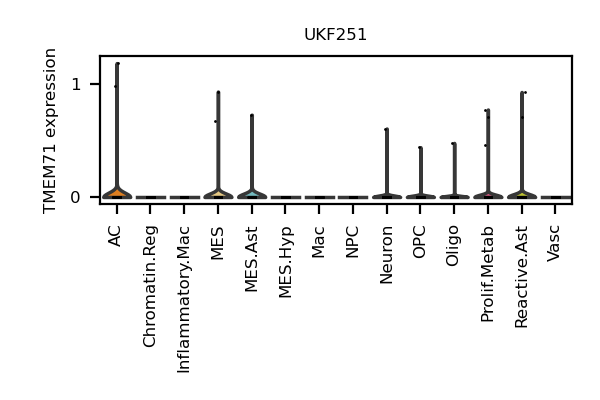 UKF251
TMEM71 expression
1
0
AC
Chromatin.Reg
Inflammatory.Mac
MES
MES.Ast
MES.Hyp
Mac
NPC
Neuron
OPC
Oligo
Prolif.Metab
Reactive.Ast
Vasc